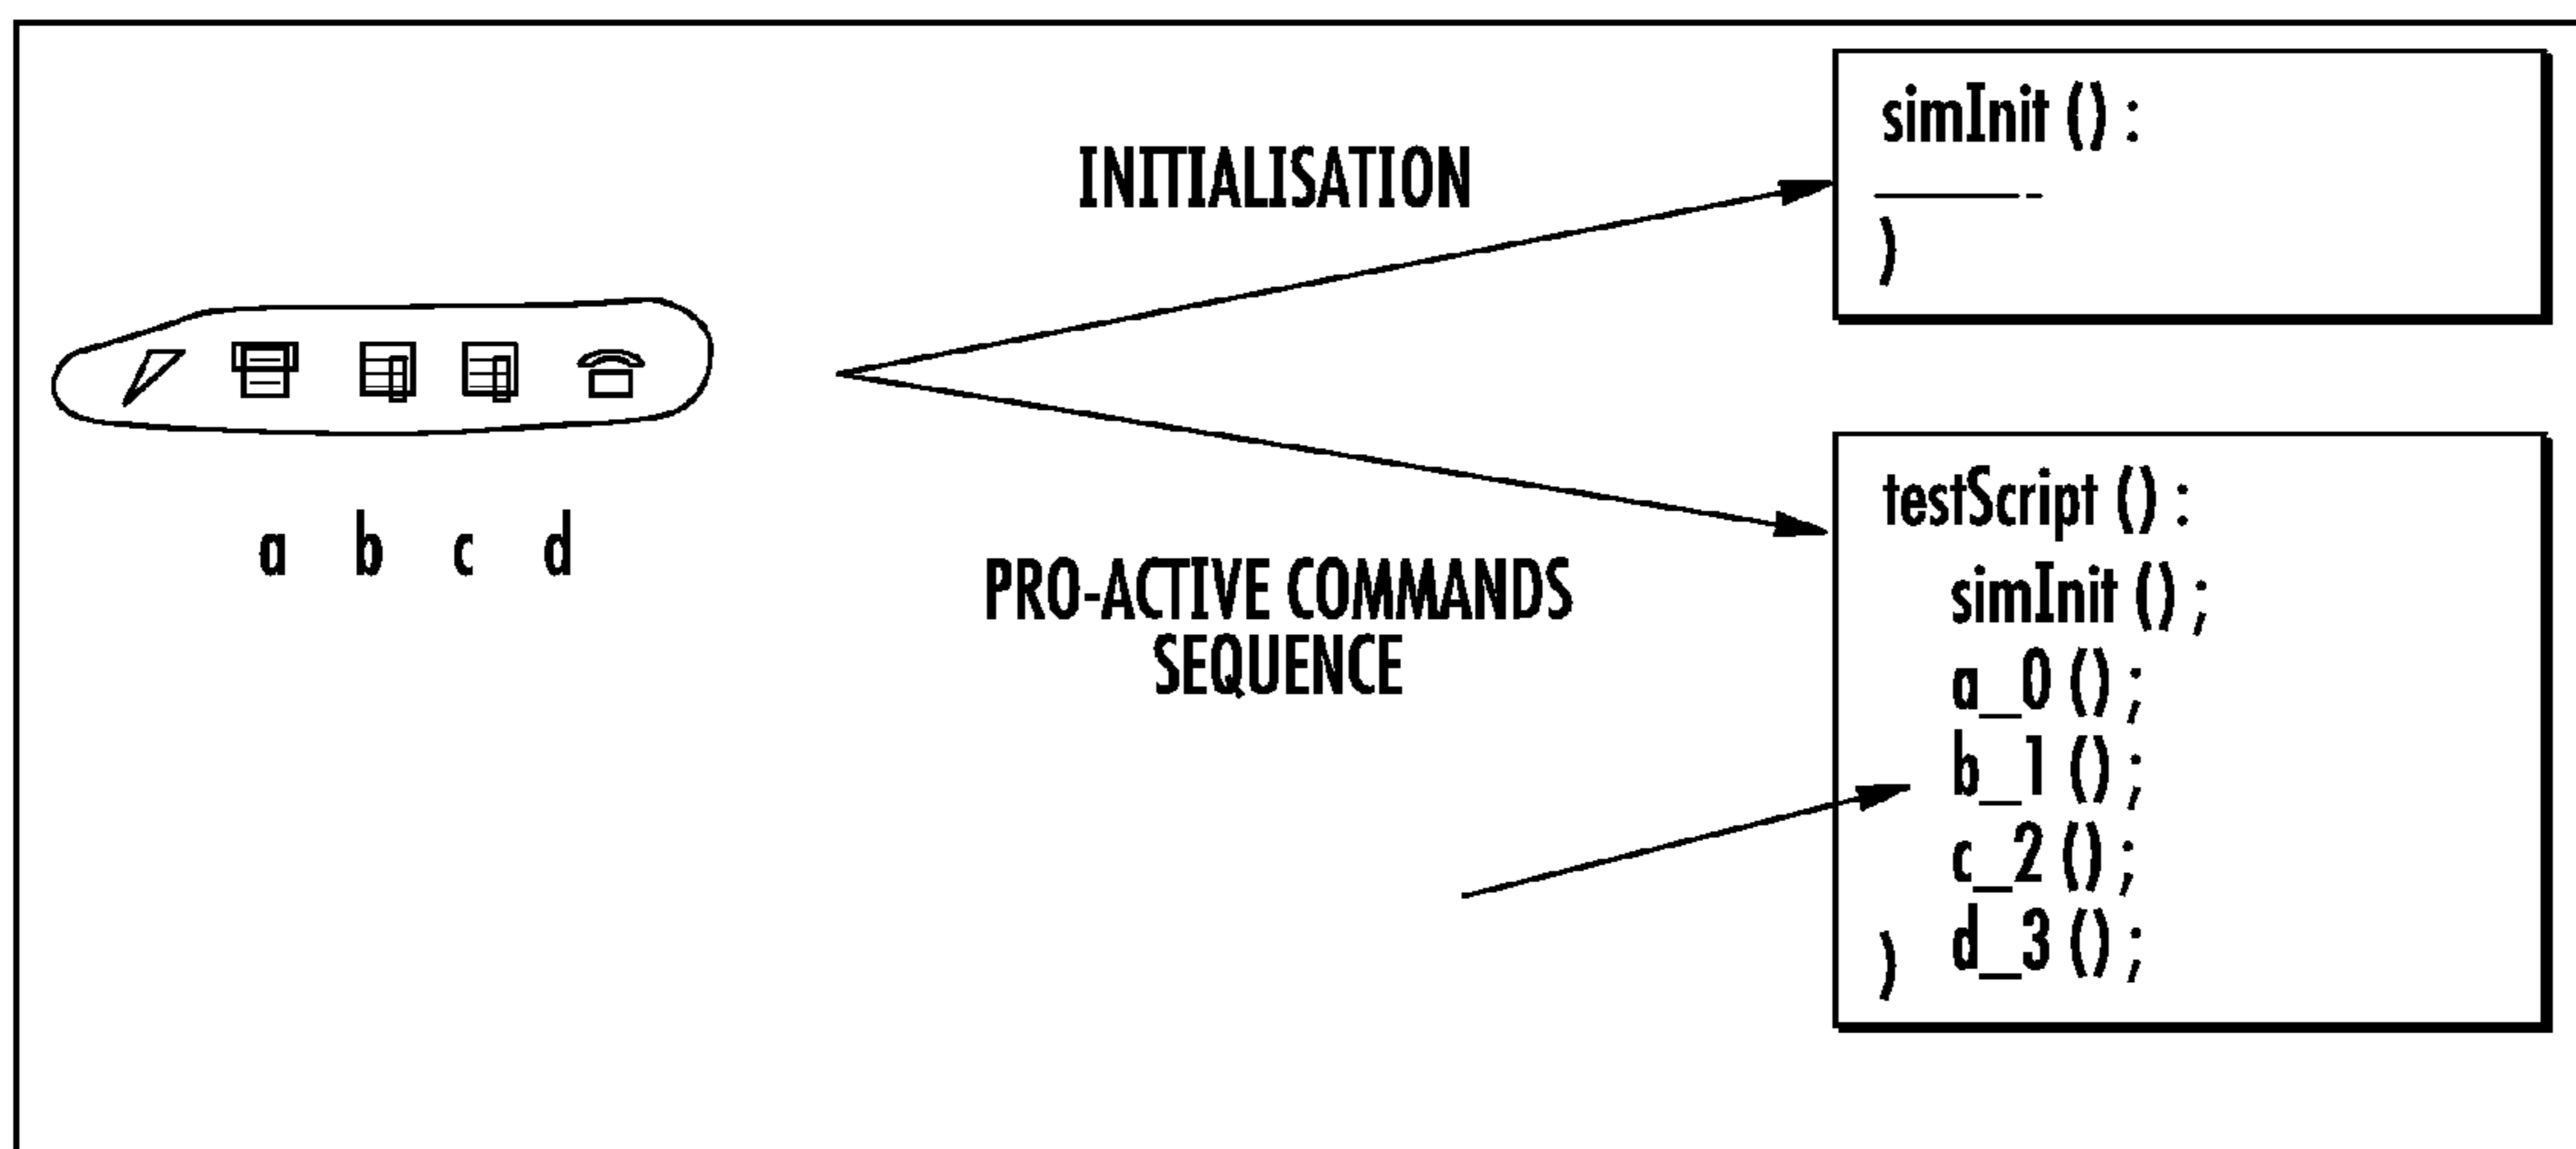 INITIALISATION
simInit () :
)
a b c d
PRO-ACTIVE COMMANDS
SEQUENCE
testScript () :
simInit () ;
a_0 () ;
b_1 () ;
c_2 () ;
d_3 () ;
)